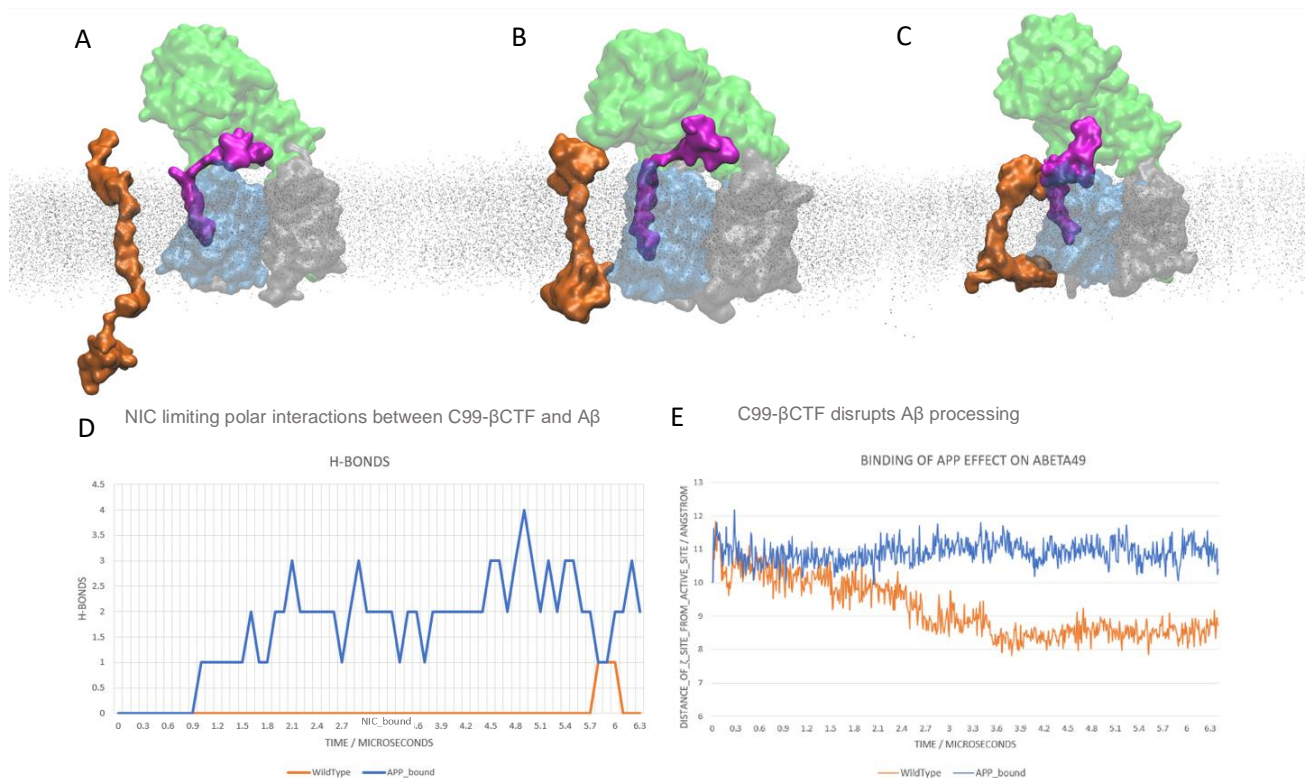 A
B
C
D NIC limiting polar interactions between C99-βCTF and Aβ
E C99-βCTF disrupts Aβ processing
H-BONDS
4.5
4
3.5
3
2.5
2
1.5
1
0.5
0
H-BONDS
0 0.3 0.6 0.9 1.2 1.5 1.8 2.1 2.4 2.7 NIC_bound .6 3.9 4.2 4.5 4.8 5.1 5.4 5.7 6 6.3
TIME / MICROSECONDS
WildType APP_bound
BINDING OF APP EFFECT ON ABETA49
13
12
11
10
9
8
7
6
DISTANCE_OF_ζ_SITE_FROM_ACTIVE_SITE / ANGSTROM
0 0.3 0.6 0.9 1.2 1.5 1.8 2.1 2.4 2.7 3 3.3 3.6 3.9 4.2 4.5 4.8 5.1 5.4 5.7 6 6.3
TIME / MICROSECONDS
WildType APP_bound